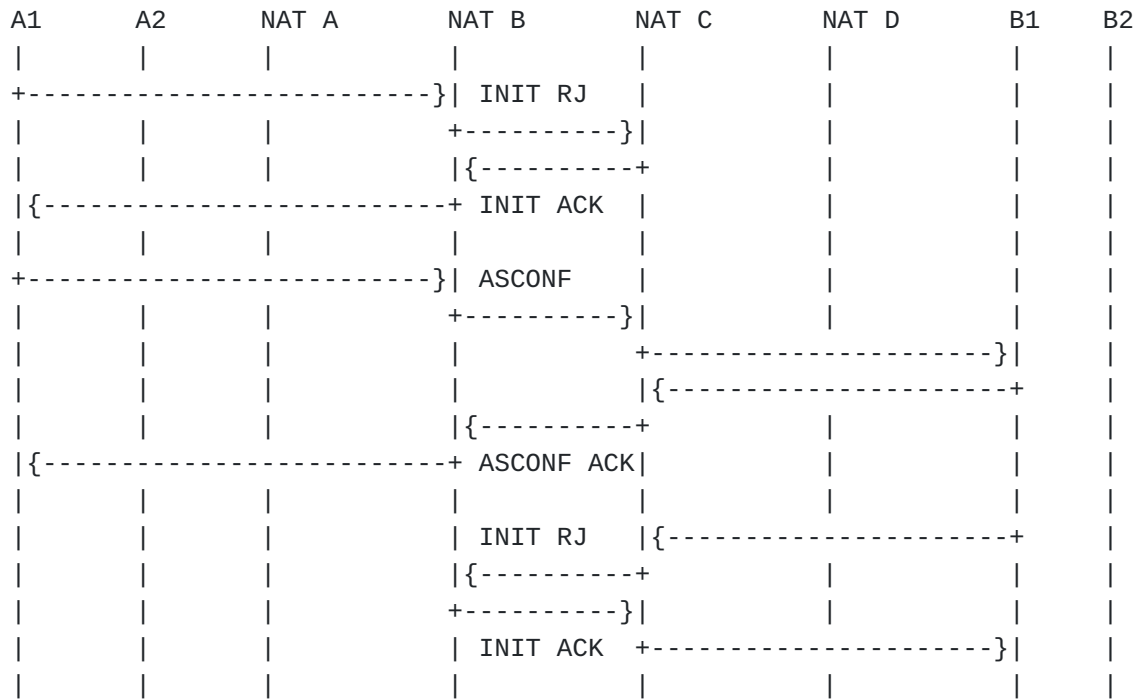 A1 A2 NAT A NAT B NAT C NAT D B1 B2
INIT RJ
INIT ACK
ASCONF
ASCONF ACK
INIT RJ
INIT ACK